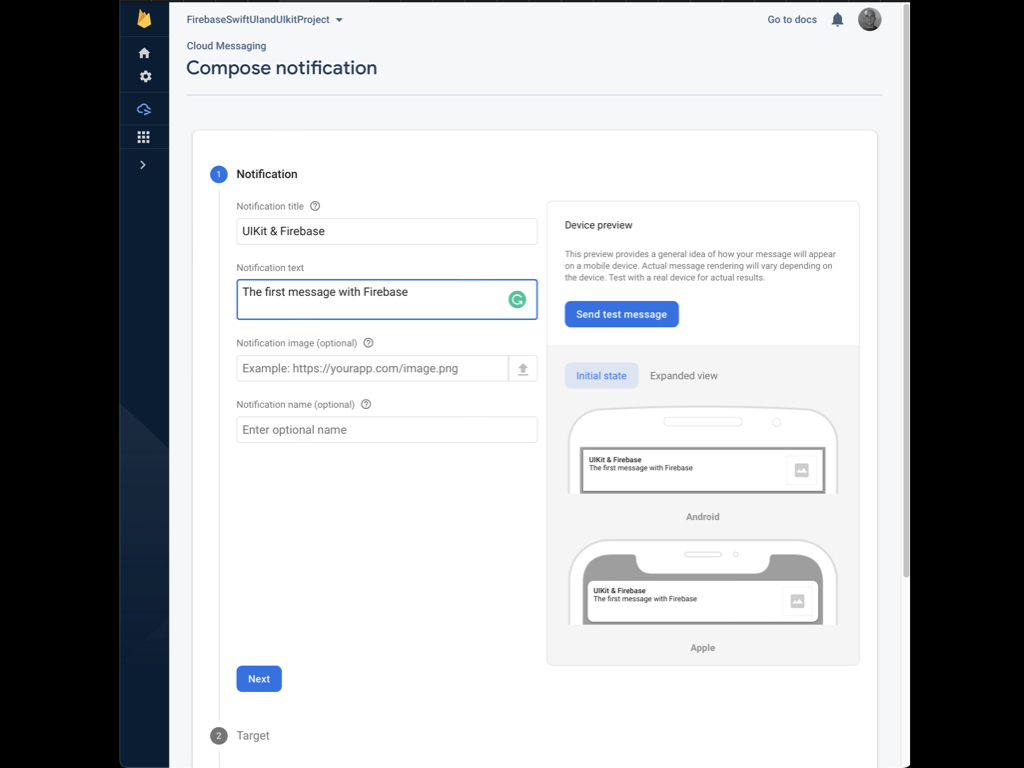 FirebaseSwiftUIandUIkitProject
Go to docs
Cloud Messaging
Compose notification
1 Notification
Notification title
UIKit & Firebase
Notification text
The first message with Firebase
Notification image (optional)
Example: https://yourapp.com/image.png
Notification name (optional)
Enter optional name
Device preview
This preview provides a general idea of how your message will appear
on a mobile device. Actual message rendering will vary depending on
the device. Test with a real device for actual results.
Send test message
Initial state
Expanded view
UIKit & Firebase
The first message with Firebase
Android
UIKit & Firebase
The first message with Firebase
Apple
Next
2 Target